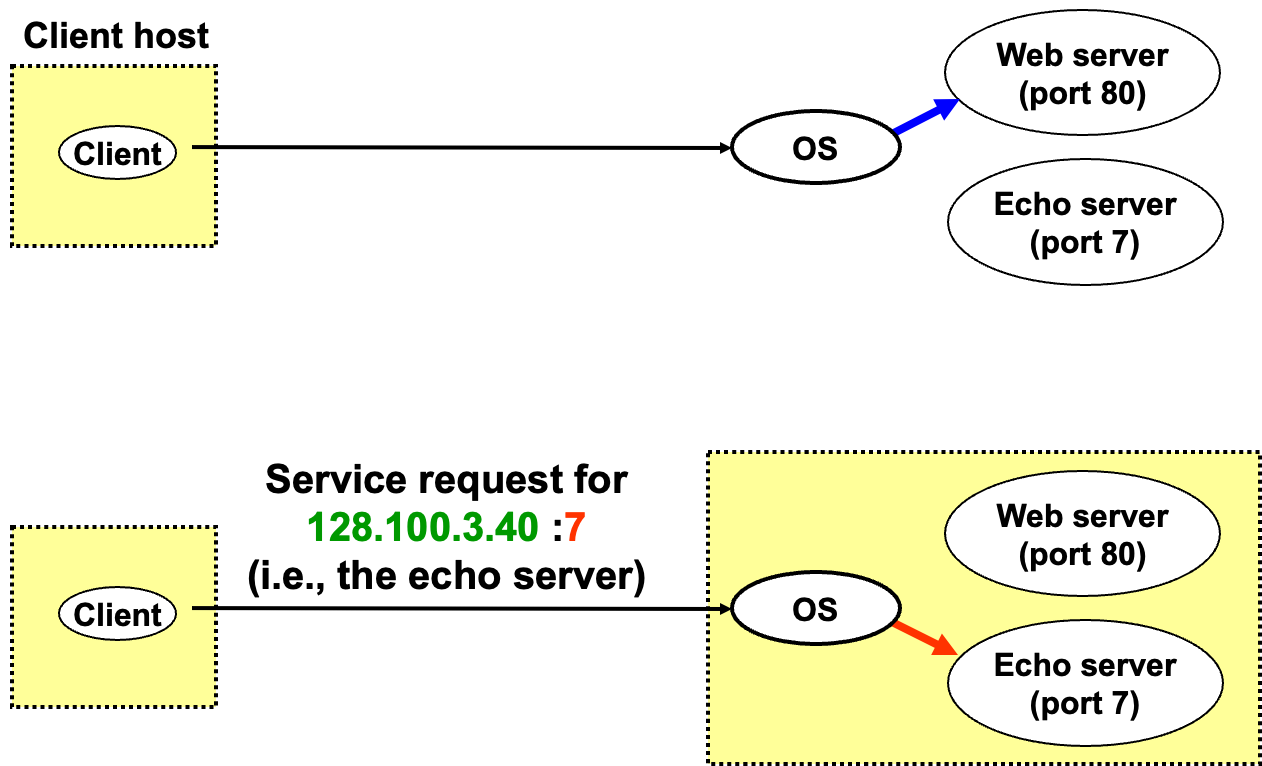 Client host
Client
OS
Web server
(port 80)
Echo server
(port 7)
Service request for
128.100.3.40 :7
(i.e., the echo server)
Client
OS
Web server
(port 80)
Echo server
(port 7)